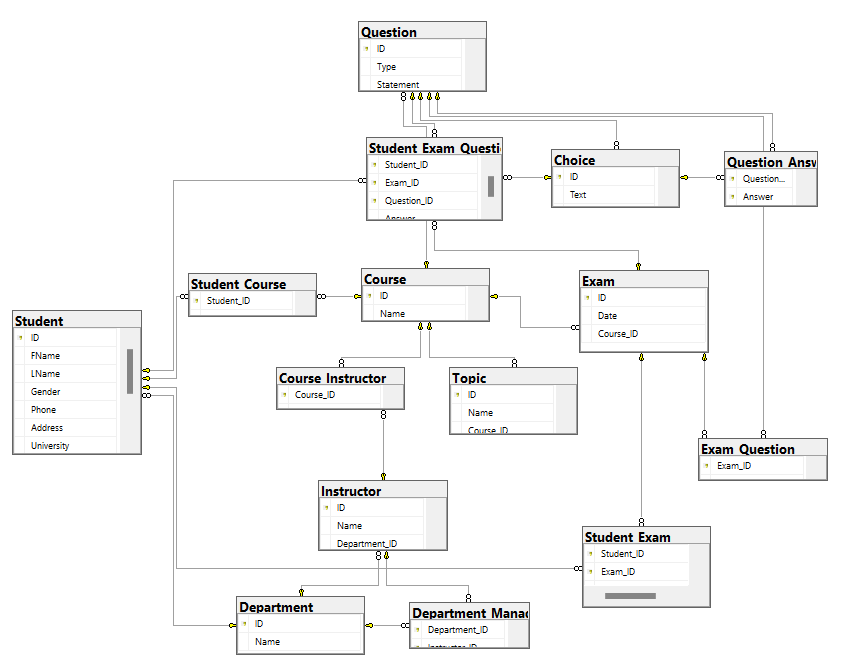 Question
ID
Type
Statement
Student Exam Questi
Student_ID
Exam_ID
Question_ID
Answer
Choice
ID
Text
Question Answ
Question...
Answer
Student Course
Student_ID
Course
ID
Name
Exam
ID
Date
Course_ID
Student
ID
FName
LName
Gender
Phone
Address
University
Course Instructor
Course_ID
Topic
ID
Name
Course_ID
Exam Question
Exam_ID
Instructor
ID
Name
Department_ID
Student Exam
Student_ID
Exam_ID
Department
ID
Name
Department Mana
Department_ID
Instructor_ID